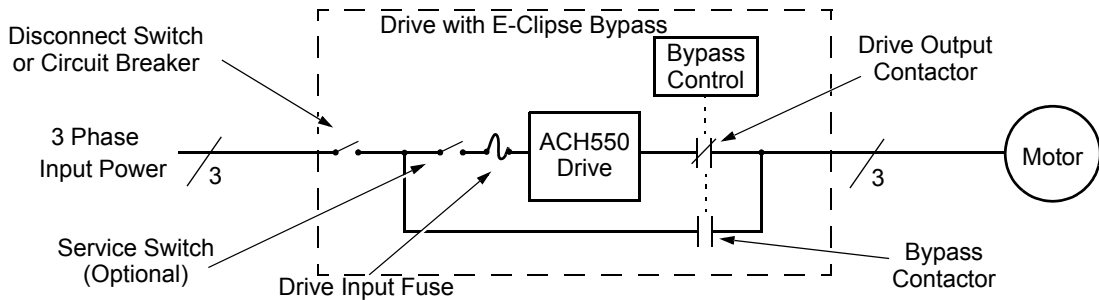 Drive with E-Clipse Bypass
Disconnect Switch
or Circuit Breaker
Bypass
Control
Drive Output
Contactor
3 Phase
Input Power
3
ACH550
Drive
3
Motor
Service Switch
(Optional)
Drive Input Fuse
Bypass
Contactor